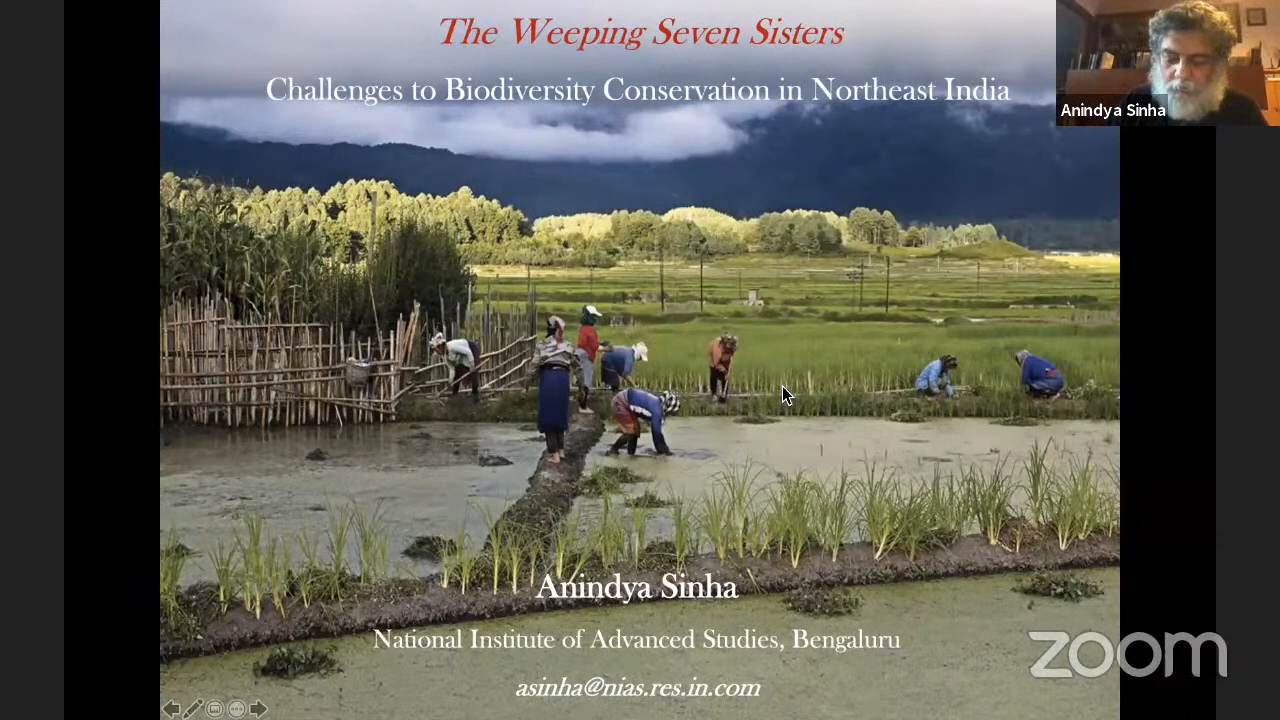 The Weeping Seven Sisters
Challenges to Biodiversity Conservation in Northeast India
Anindya Sinha
Anindya Sinha
National Institute of Advanced Studies, Bengaluru
asinha@nias.res.in.com
zoom